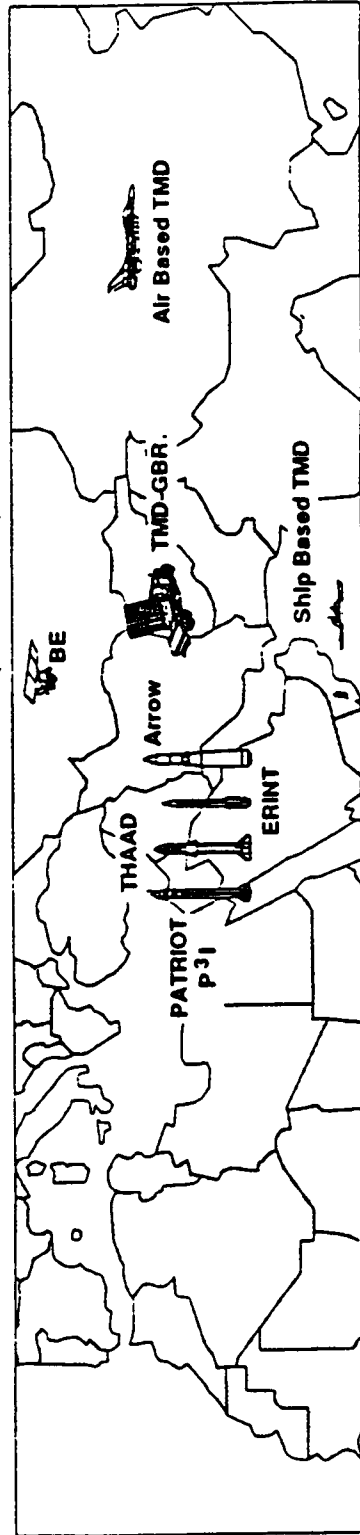 BE
THAAD
Arrow
TMD-GBR.
Air Based TMD
PATRIOT
P³I
ERINT
Ship Based TMD